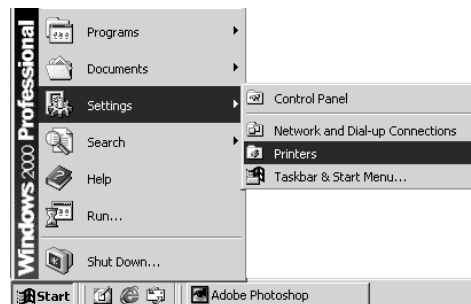 Windows 2000 Professional
Programs
Documents
Settings
Search
Help
Run...
Shut Down...
Control Panel
Network and Dial-up Connections
Printers
Taskbar & Start Menu...
Start
Adobe Photoshop